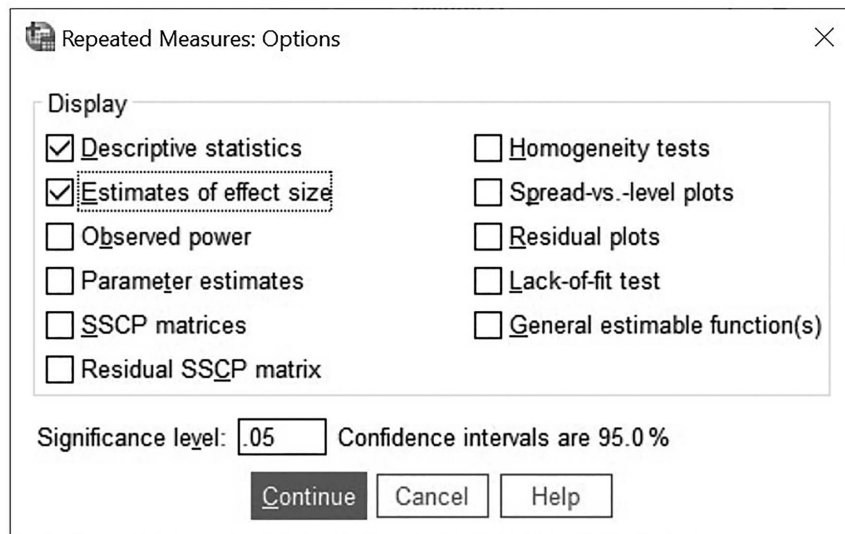 Repeated Measures: Options
Display
Descriptive statistics
Estimates of effect size
Observed power
Parameter estimates
SSCP matrices
Residual SSCP matrix
Homogeneity tests
Spread-vs.-level plots
Residual plots
Lack-of-fit test
General estimable function(s)
Significance level: .05 Confidence intervals are 95.0 %
Continue Cancel Help